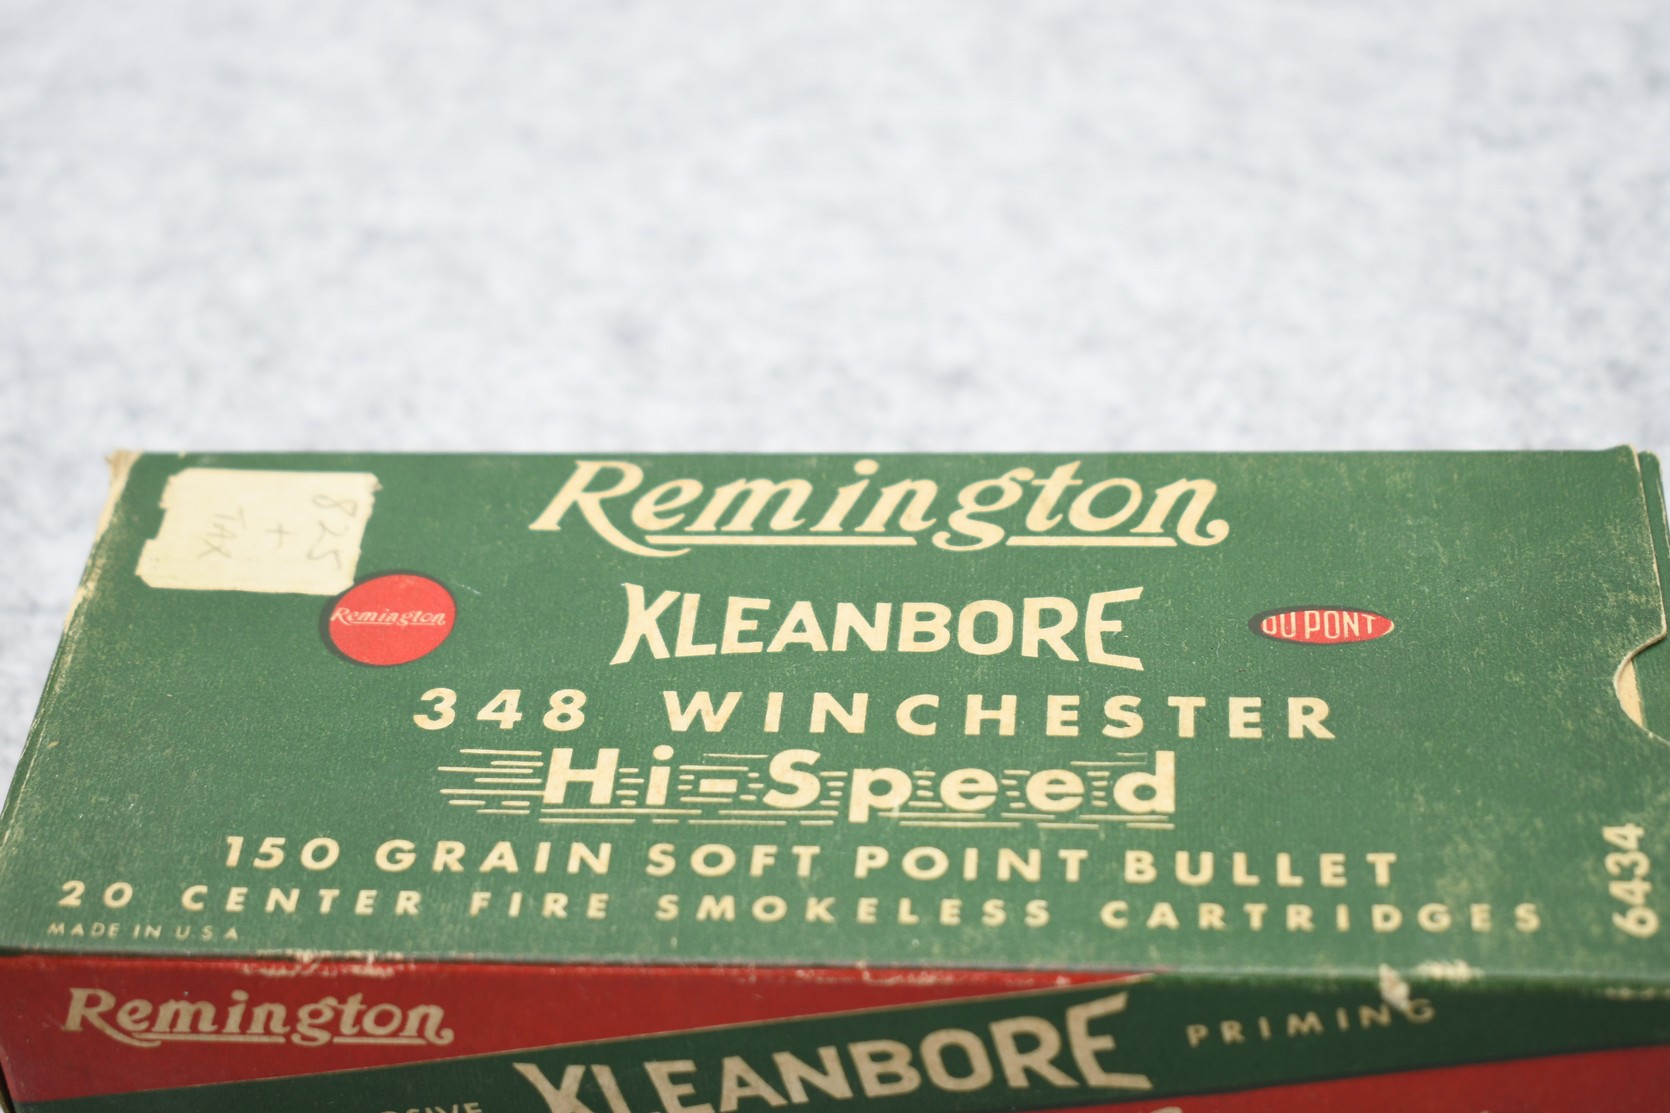 Remington
825
+
TAX
Remington
KLEANBORE
DU PONT
348 WINCHESTER
Hi-Speed
150 GRAIN SOFT POINT BULLET
20 CENTER FIRE SMOKELESS CARTRIDGES
MADE IN U.S.A
6434
Remington
KLEANBORE PRIMING